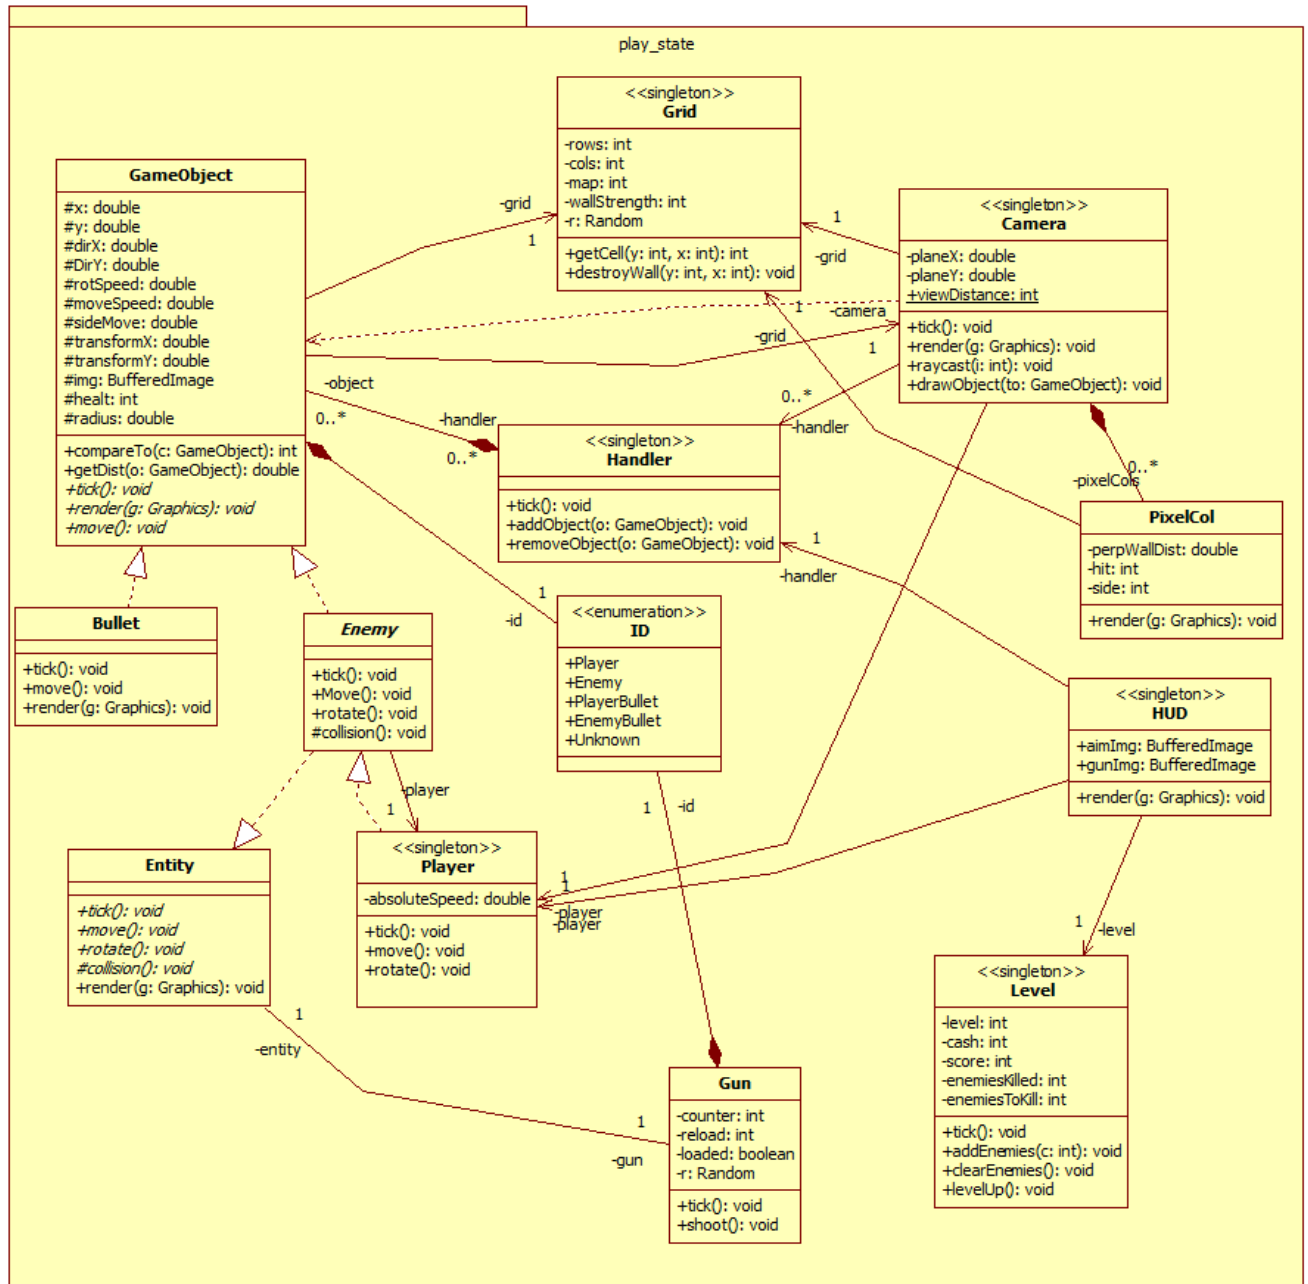 play_state
<<singleton>>
Grid
-rows: int
-cols: int
-map: int
-wallStrength: int
-r: Random
+getCell(y: int, x: int): int
+destroyWall(y: int, x: int): void
GameObject
#x: double
#y: double
#dirX: double
#DirY: double
#rotSpeed: double
#moveSpeed: double
#sideMove: double
#transformX: double
#transformY: double
#img: BufferedImage
#healt: int
#radius: double
+compareTo(c: GameObject): int
+getDist(o: GameObject): double
+tick(): void
+render(g: Graphics): void
+move(): void
-grid
1
<<singleton>>
Camera
-planeX: double
-planeY: double
+viewDistance: int
+tick(): void
+render(g: Graphics): void
+raycast(i: int): void
+drawObject(to: GameObject): void
1
-grid
1
-camera
-grid
1
-object
0..*
-handler
0..*
0..*
-handler
<<singleton>>
Handler
+tick(): void
+addObject(o: GameObject): void
+removeObject(o: GameObject): void
0..*
-pixelCols
PixelCol
-perpWallDist: double
-hit: int
-side: int
+render(g: Graphics): void
1
-handler
1
-id
<<enumeration>>
ID
+Player
+Enemy
+PlayerBullet
+EnemyBullet
+Unknown
Bullet
+tick(): void
+move(): void
+render(g: Graphics): void
Enemy
+tick(): void
+Move(): void
+rotate(): void
#collision(): void
-player
1
<<singleton>>
HUD
+aimImg: BufferedImage
+gunImg: BufferedImage
+render(g: Graphics): void
1
-id
Entity
+tick(): void
+move(): void
+rotate(): void
#collision(): void
+render(g: Graphics): void
<<singleton>>
Player
-absoluteSpeed: double
+tick(): void
+move(): void
+rotate(): void
1
1
-player
-player
1
-level
<<singleton>>
Level
-level: int
-cash: int
-score: int
-enemiesKilled: int
-enemiesToKill: int
+tick(): void
+addEnemies(c: int): void
+clearEnemies(): void
+levelUp(): void
1
-entity
1
-gun
Gun
-counter: int
-reload: int
-loaded: boolean
-r: Random
+tick(): void
+shoot(): void